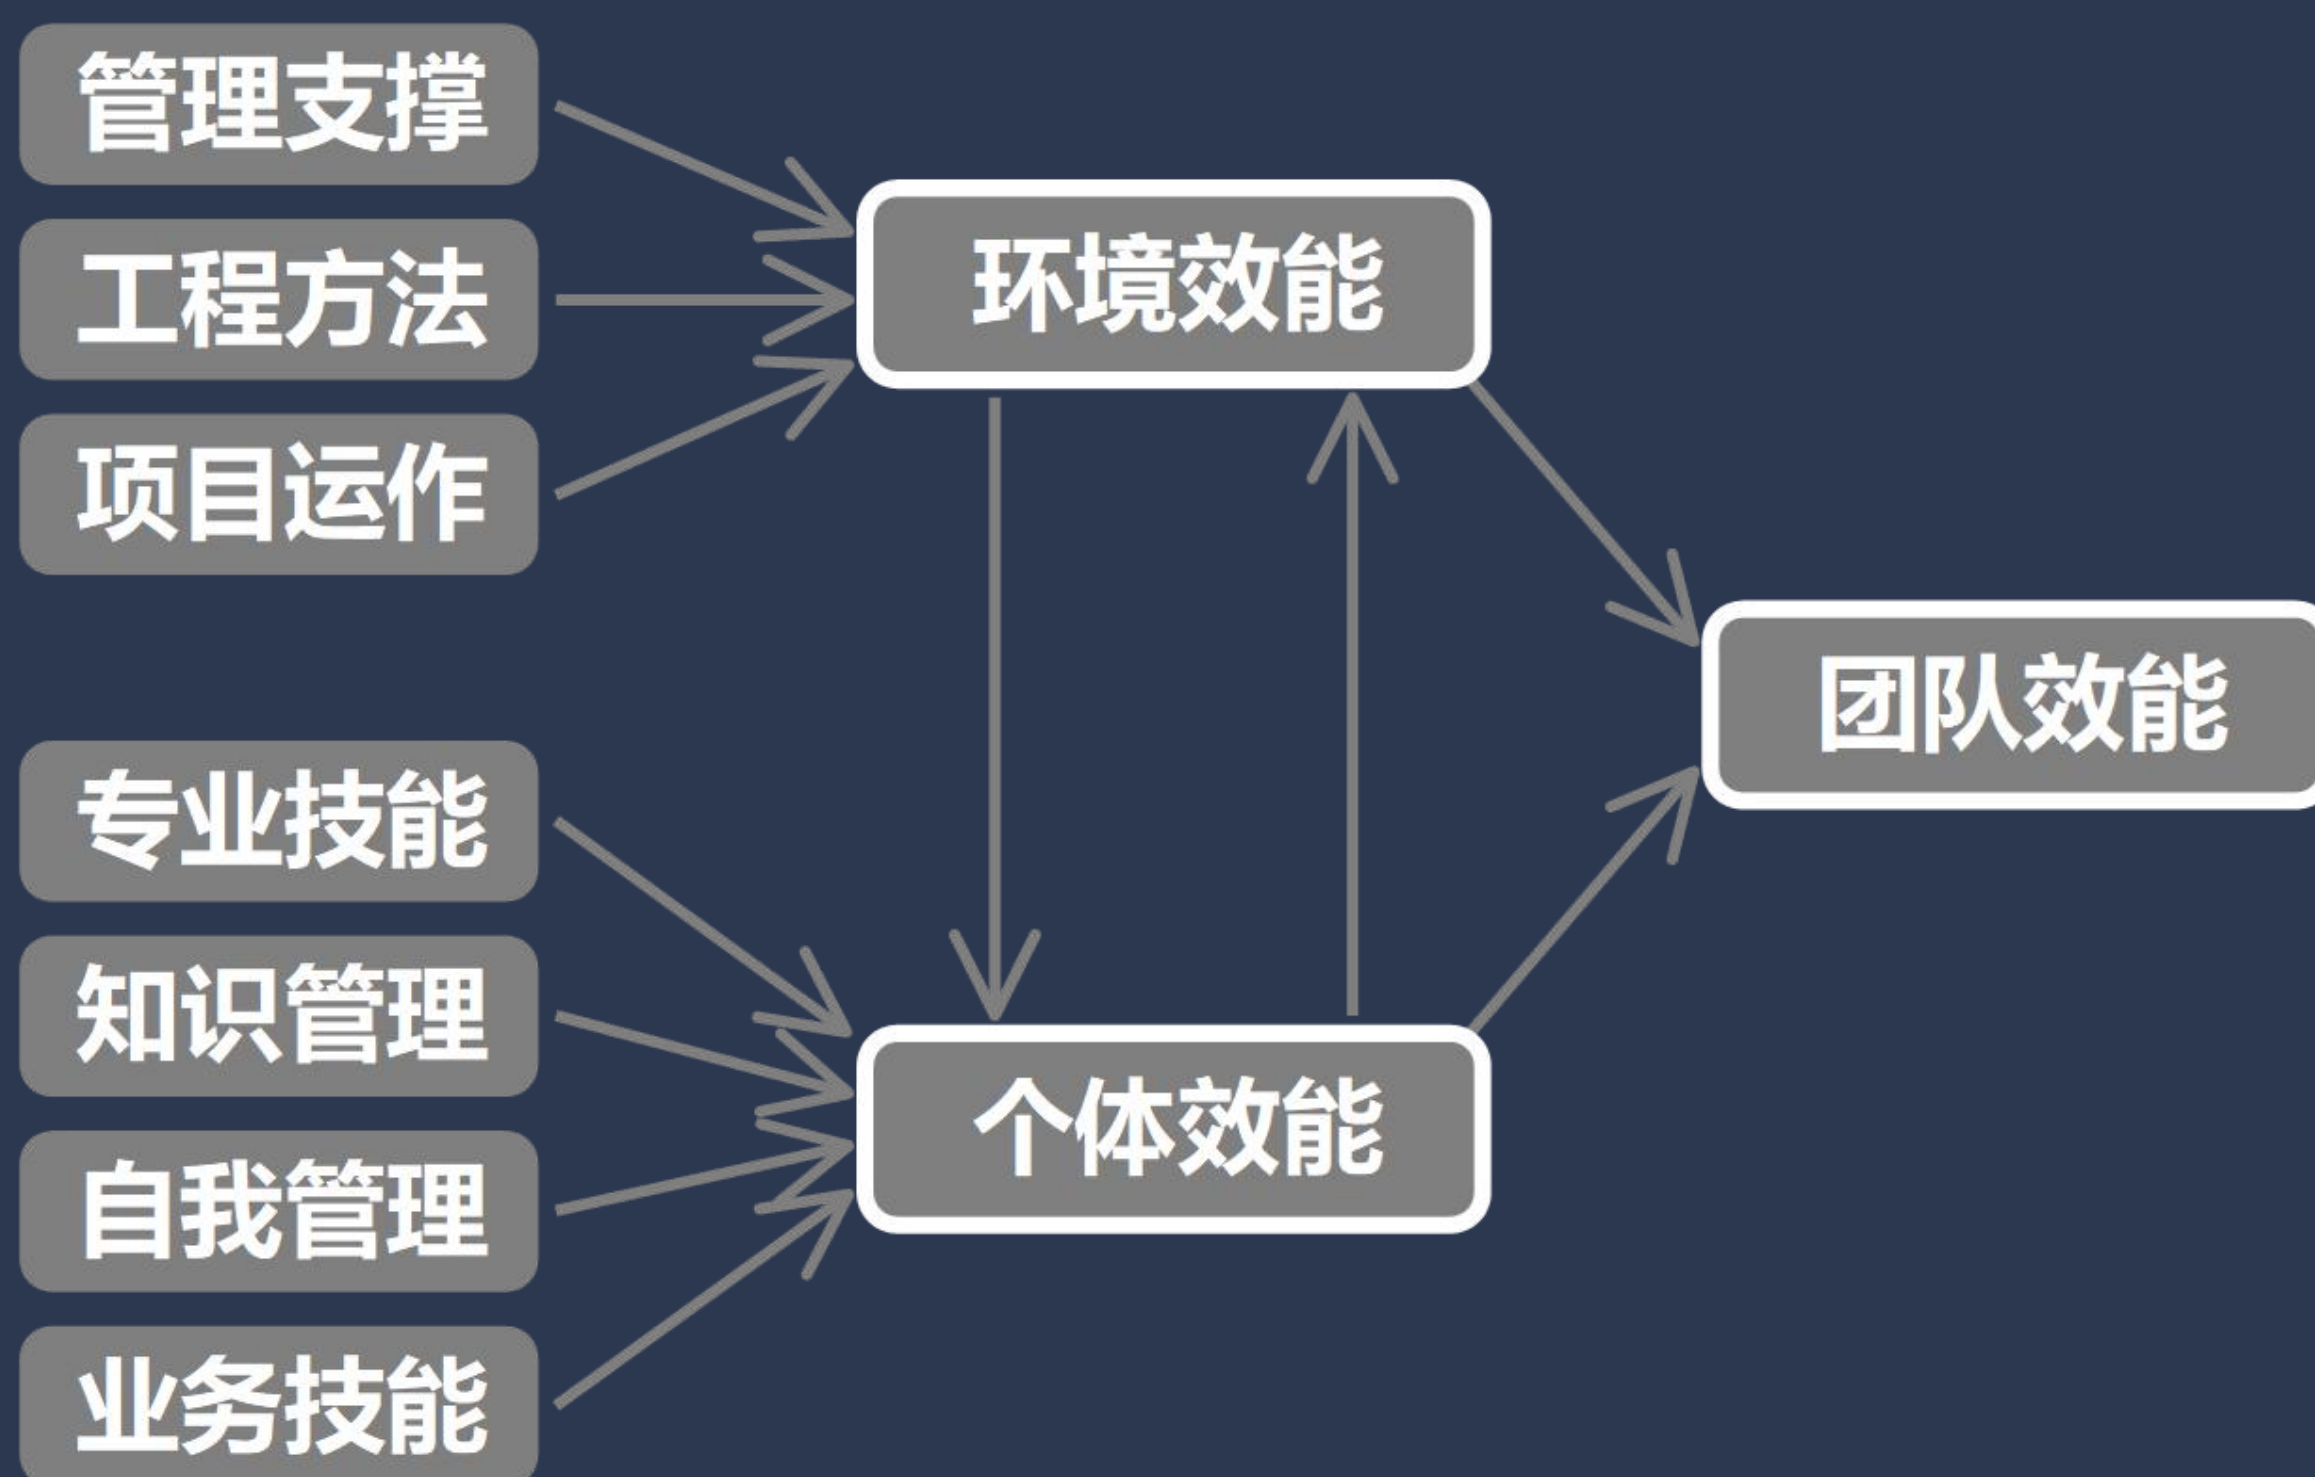 管理支撑
工程方法
项目运作
环境效能
团队效能
专业技能
知识管理
自我管理
业务技能
个体效能